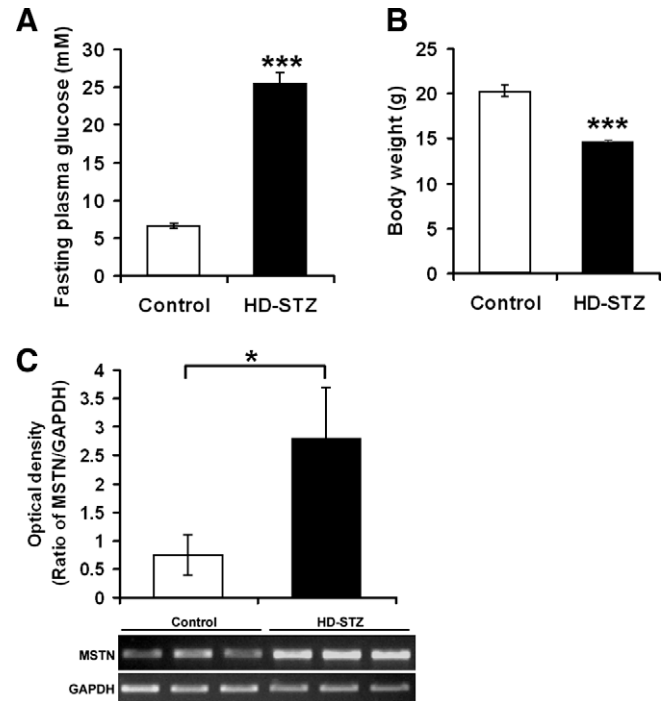 A
Fasting plasma glucose (mM)
30
25
20
15
10
5
0
***
Control HD-STZ
B
Body weight (g)
25
20
15
10
5
0
***
Control HD-STZ
C
Optical density
(Ratio of MSTN/GAPDH)
4
3.5
3
2.5
2
1.5
1
0.5
0
*
Control HD-STZ
MSTN
GAPDH